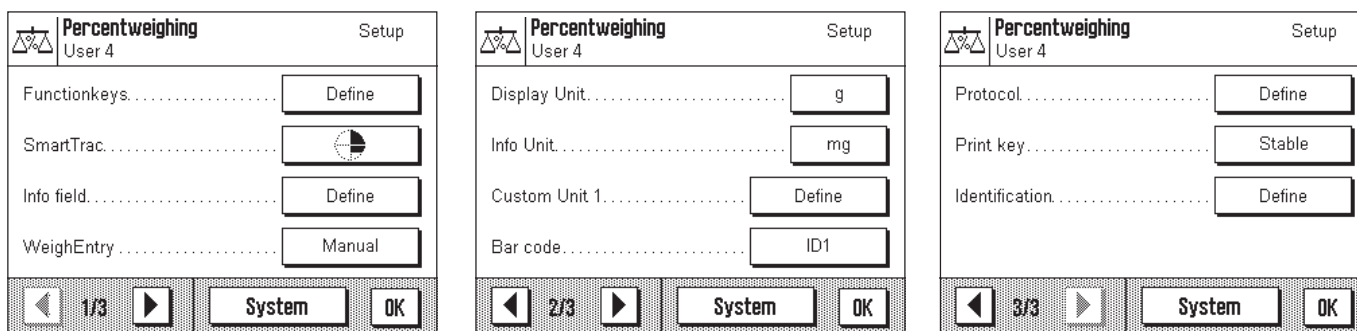 Percentweighing Setup
User 4
Functionkeys................... Define
SmartTrac......................
Info field...................... Define
WeighEntry ................... Manual
1/3 System OK
Percentweighing Setup
User 4
Display Unit......................... g
Info Unit............................. mg
Custom Unit 1................... Define
Bar code......................... ID1
2/3 System OK
Percentweighing Setup
User 4
Protocol........................ Define
Print key........................ Stable
Identification.................... Define
3/3 System OK